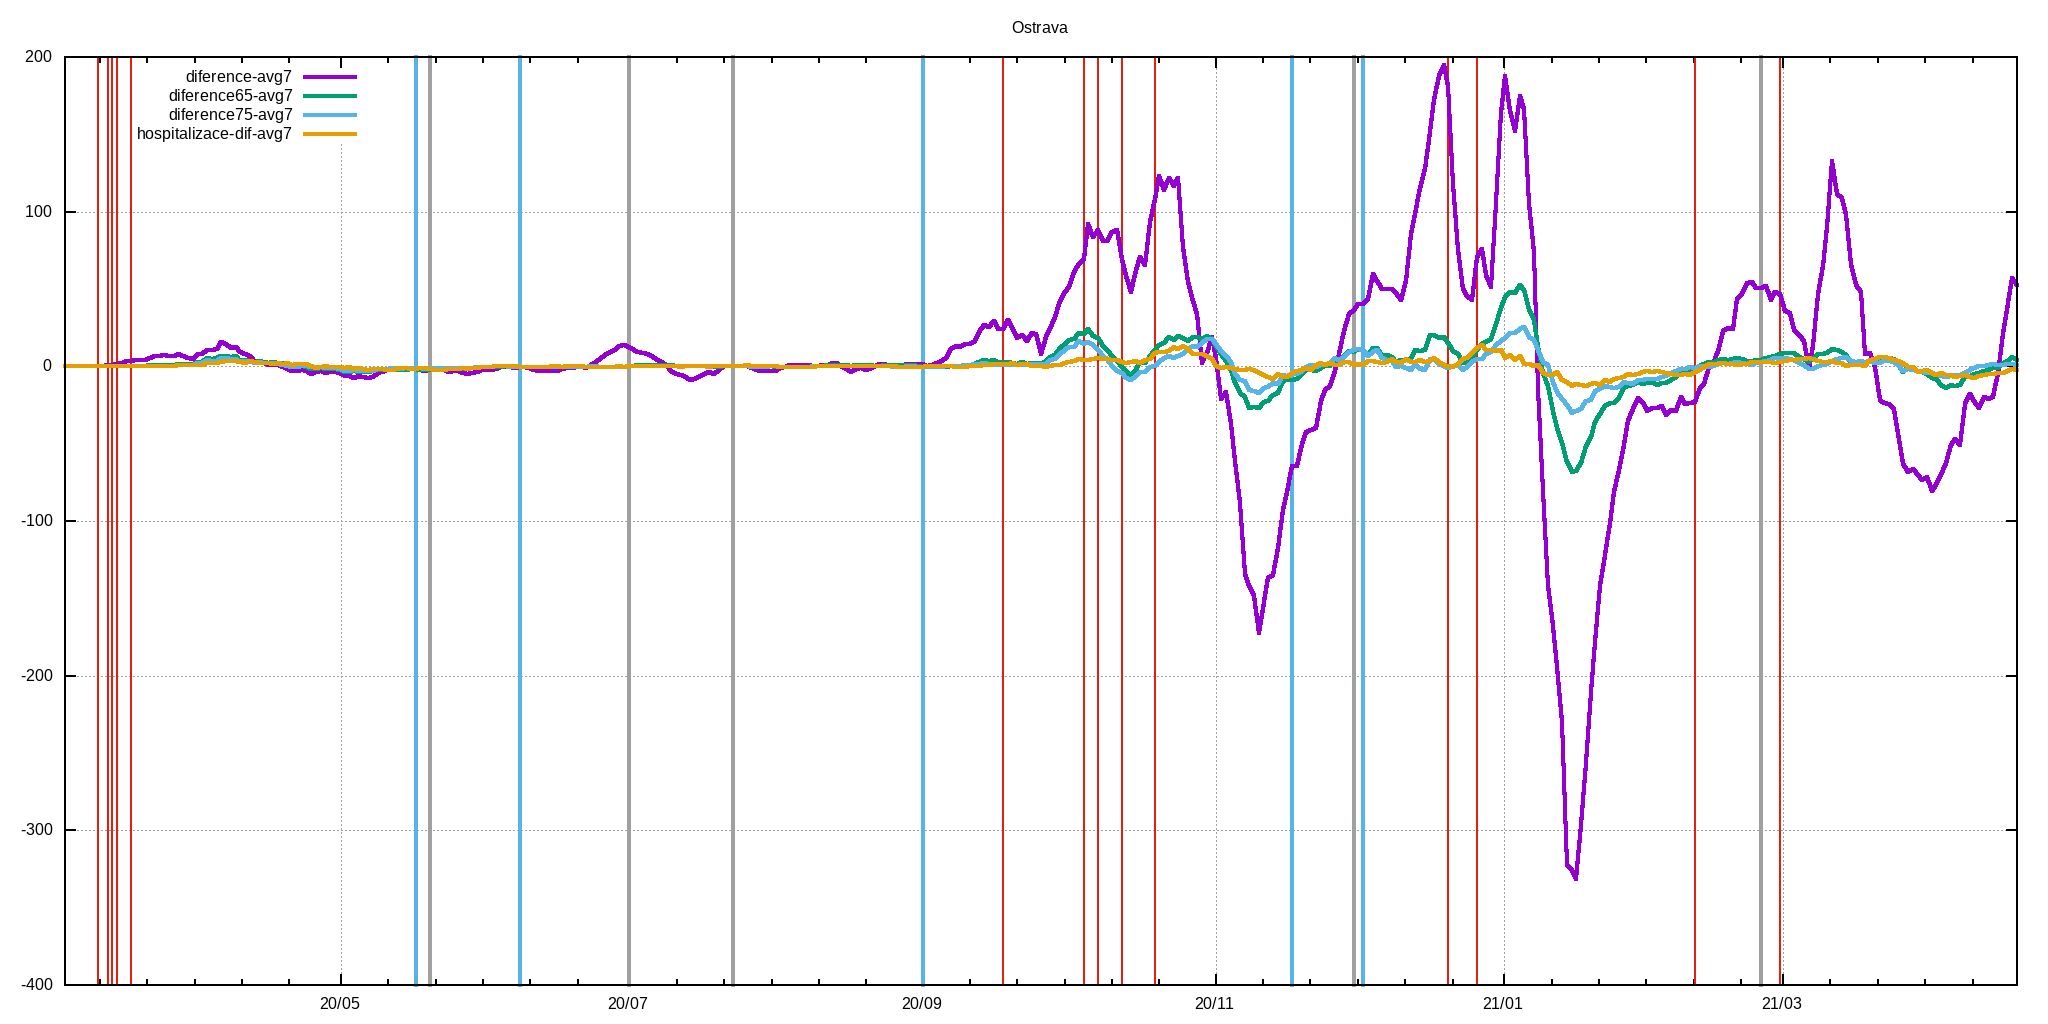 Ostrava
diference-avg7
diference65-avg7
diference75-avg7
hospitalizace-dif-avg7
200
100
0
-100
-200
-300
-400
20/05 20/07 20/09 20/11 21/01 21/03